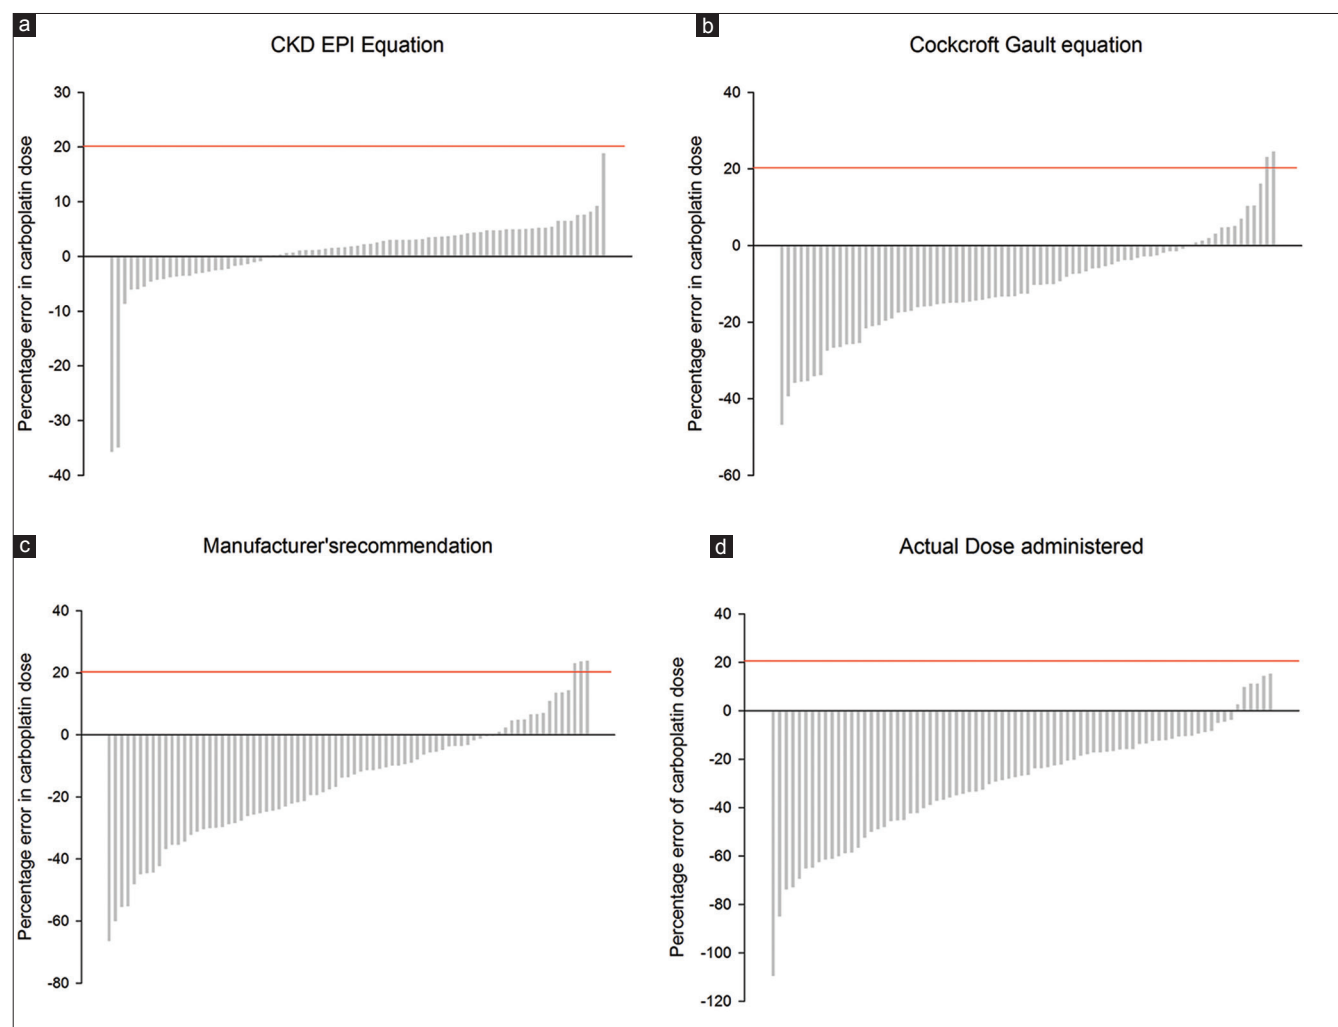 a
CKD EPI Equation
Percentage error in carboplatin dose
30
20
10
0
-10
-20
-30
-40
b
Cockcroft Gault equation
Percentage error in carboplatin dose
40
20
0
-20
-40
-60
c
Manufacturer'srecommendation
Percentage error in carboplatin dose
40
20
0
-20
-40
-60
-80
d
Actual Dose administered
Percentage error of carboplatin dose
40
20
0
-20
-40
-60
-80
-100
-120